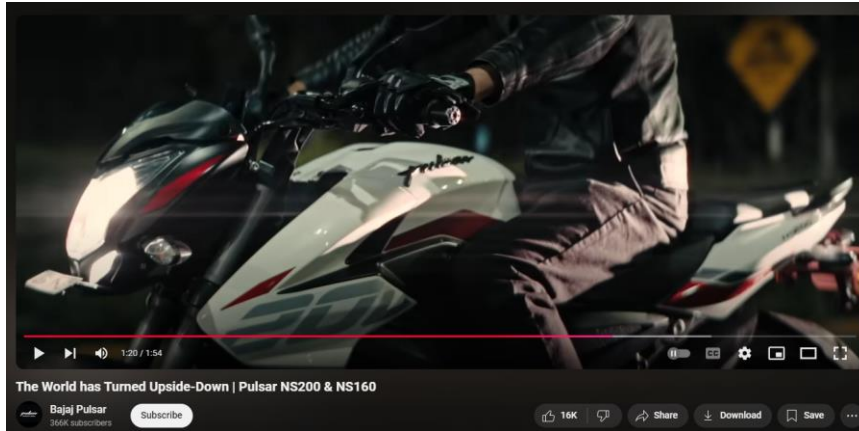 pulsar
1:20 / 1:54
CC
The World has Turned Upside-Down | Pulsar NS200 & NS160
Bajaj Pulsar
366K subscribers
Subscribe
16K
Share
Download
Save